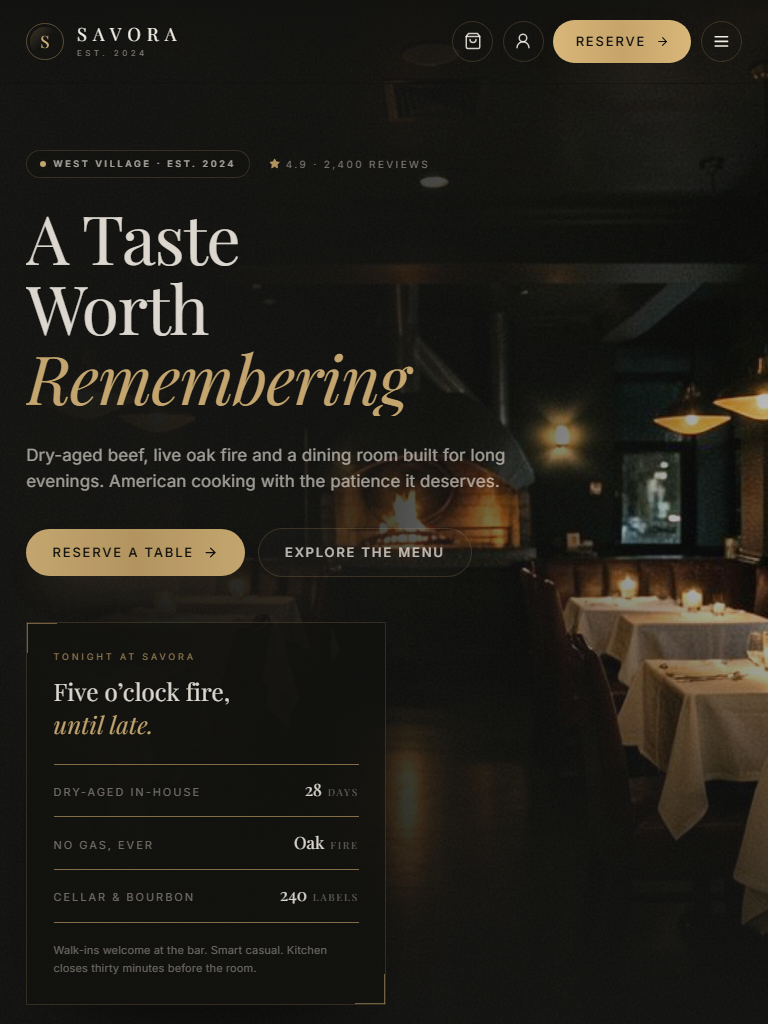 S
SAVORA
EST. 2024
RESERVE
WEST VILLAGE · EST. 2024
4.9 · 2,400 REVIEWS
A Taste
Worth
Remembering
Dry-aged beef, live oak fire and a dining room built for long
evenings. American cooking with the patience it deserves.
RESERVE A TABLE
EXPLORE THE MENU
TONIGHT AT SAVORA
Five o’clock fire,
until late.
DRY-AGED IN-HOUSE 28 DAYS
NO GAS, EVER Oak FIRE
CELLAR & BOURBON 240 LABELS
Walk-ins welcome at the bar. Smart casual. Kitchen
closes thirty minutes before the room.